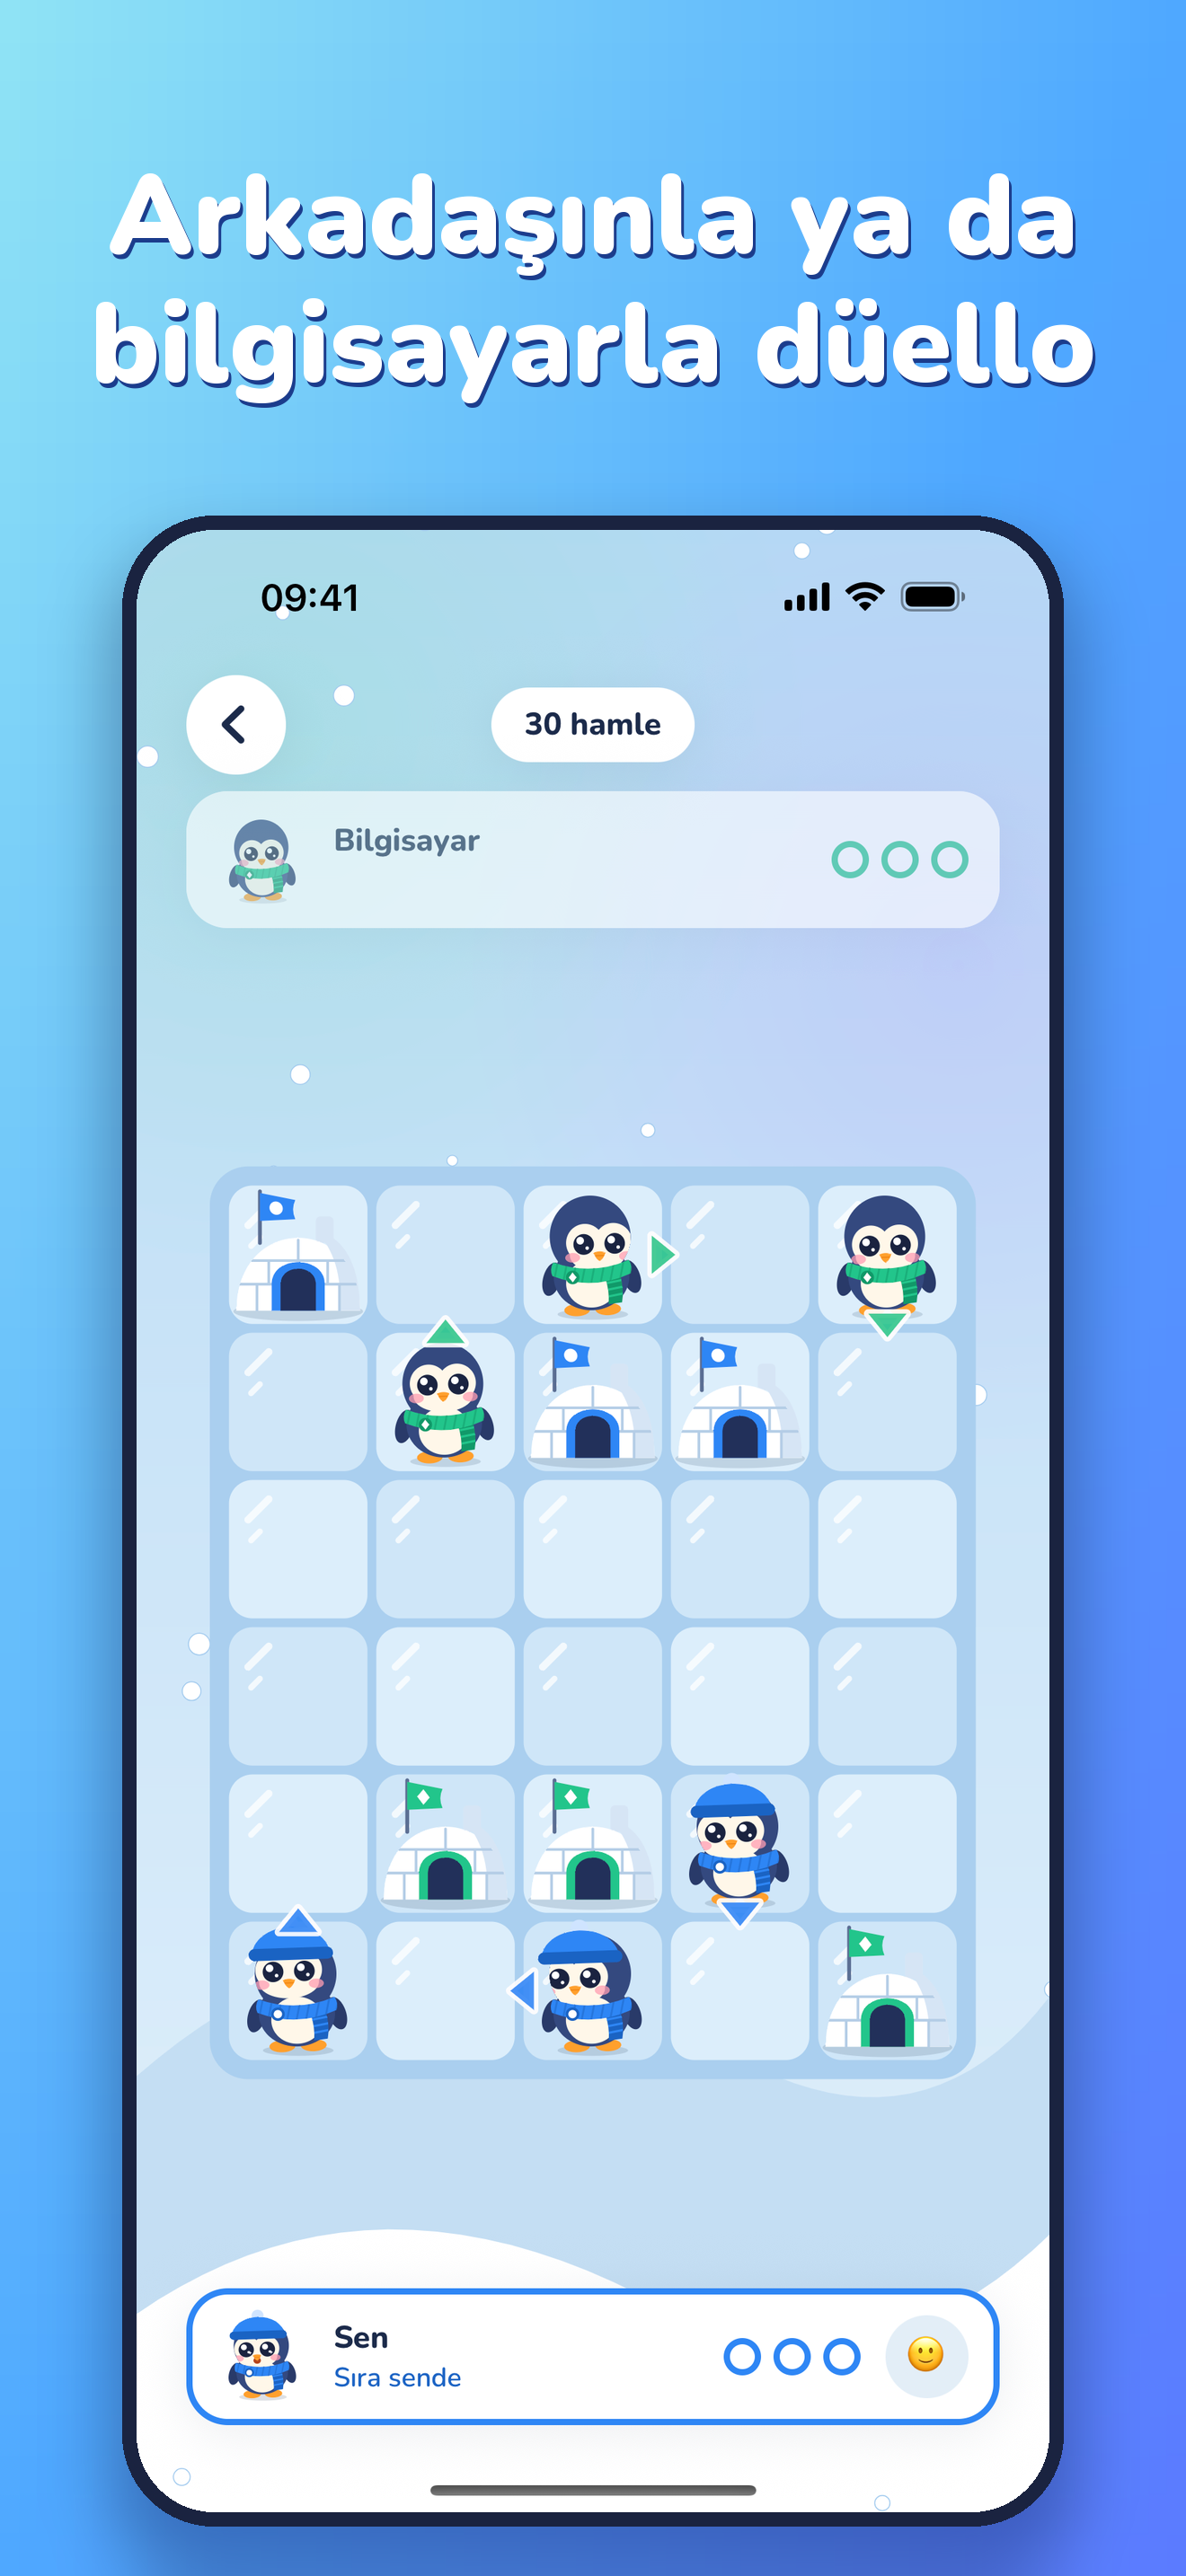 Arkadaşınla ya da
bilgisayarla düello
09:41
30 hamle
Bilgisayar
Sen
Sıra sende